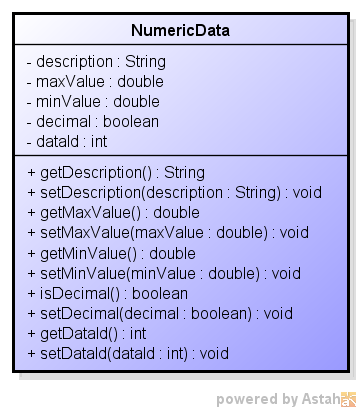 NumericData
- description : String
- maxValue : double
- minValue : double
- decimal : boolean
- dataId : int
+ getDescription() : String
+ setDescription(description : String) : void
+ getMaxValue() : double
+ setMaxValue(maxValue : double) : void
+ getMinValue() : double
+ setMinValue(minValue : double) : void
+ isDecimal() : boolean
+ setDecimal(decimal : boolean) : void
+ getDataId() : int
+ setDataId(dataId : int) : void
powered by Astah